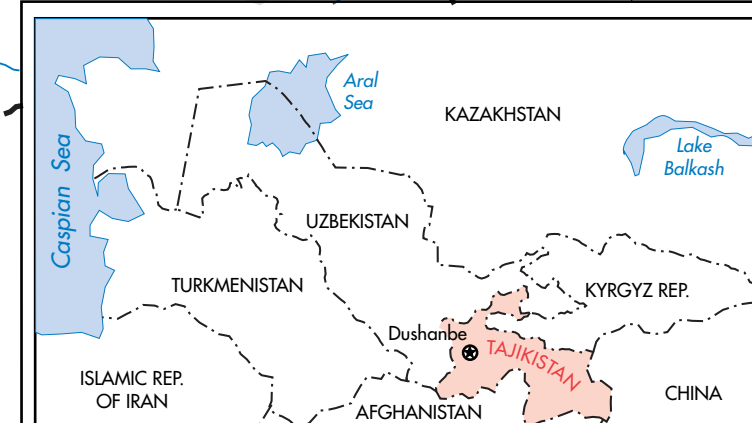 Aral
Sea
KAZAKHSTAN
Lake
Balkash
Caspian Sea
UZBEKISTAN
TURKMENISTAN
KYRGYZ REP.
Dushanbe
TAJIKISTAN
ISLAMIC REP.
OF IRAN
AFGHANISTAN
CHINA